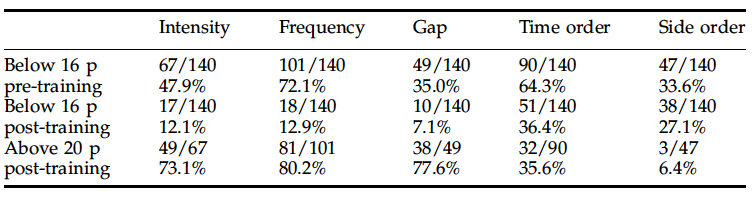 Intensity Frequency Gap Time order Side order
Below 16 p 67/140 101/140 49/140 90/140 47/140
pre-training 47.9% 72.1% 35.0% 64.3% 33.6%
Below 16 p 17/140 18/140 10/140 51/140 38/140
post-training 12.1% 12.9% 7.1% 36.4% 27.1%
Above 20 p 49/67 81/101 38/49 32/90 3/47
post-training 73.1% 80.2% 77.6% 35.6% 6.4%